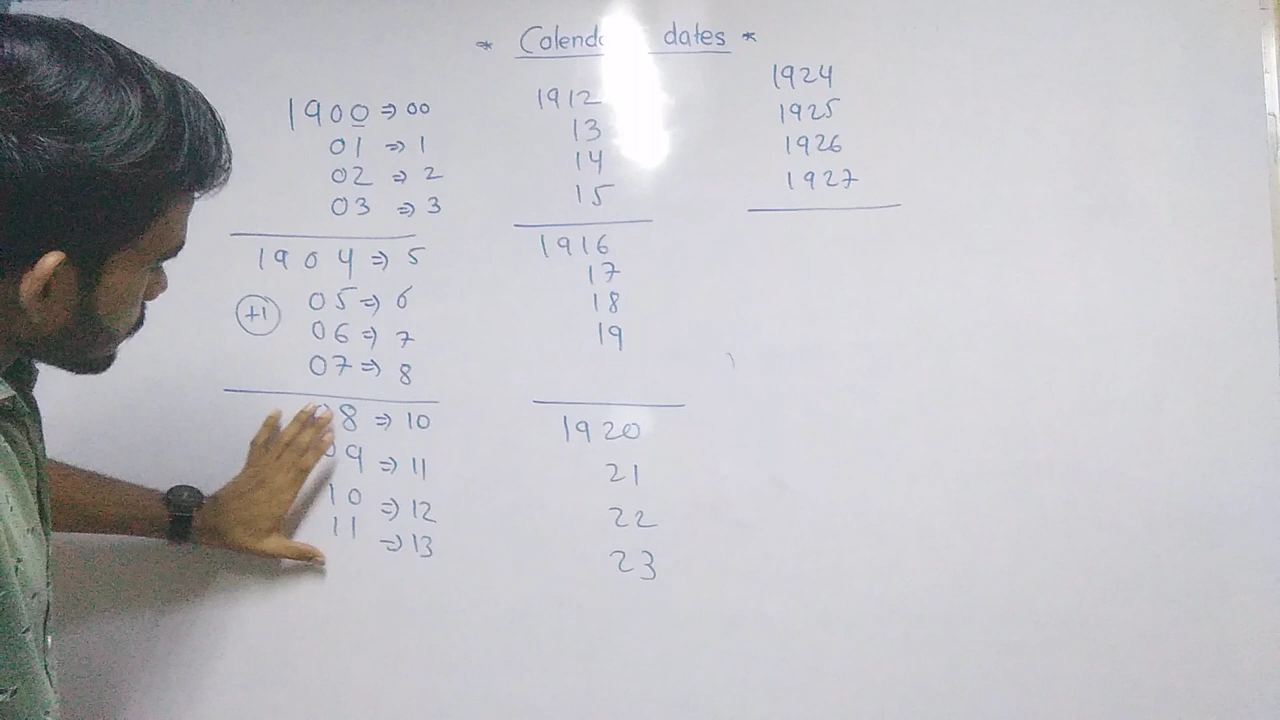 * Colend dates *
1900 ⇒ 00
01 ⇒ 1
02 ⇒ 2
03 ⇒ 3
1904 ⇒ 5
05 ⇒ 6
+1
06 ⇒ 7
07 ⇒ 8
8 ⇒ 10
9 ⇒ 11
10 ⇒ 12
11 ⇒ 13
1912
13
14
15
1916
17
18
19
1920
21
22
23
1924
1925
1926
1927